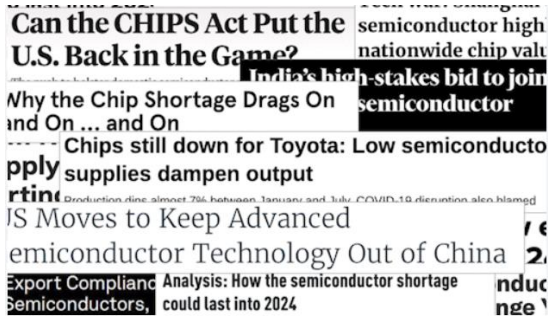 Can the CHIPS Act Put the
U.S. Back in the Game?
semiconductor high
nationwide chip valu
India's high-stakes bid to join
semiconductor
Why the Chip Shortage Drags On
and On ... and On
Chips still down for Toyota: Low semiconducto
supplies dampen output
Production dips almost 7% between January and July, COVID-19 disruption also blamed
US Moves to Keep Advanced
emiconductor Technology Out of China
Export Complianc
Semiconductors,
Analysis: How the semiconductor shortage
could last into 2024